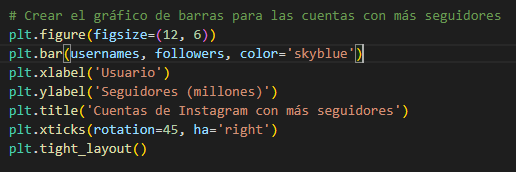 # Crear el gráfico de barras para las cuentas con más seguidores
plt.figure(figsize=(12, 6))
plt.bar(usernames, followers, color='skyblue')
plt.xlabel('Usuario')
plt.ylabel('Seguidores (millones)')
plt.title('Cuentas de Instagram con más seguidores')
plt.xticks(rotation=45, ha='right')
plt.tight_layout()